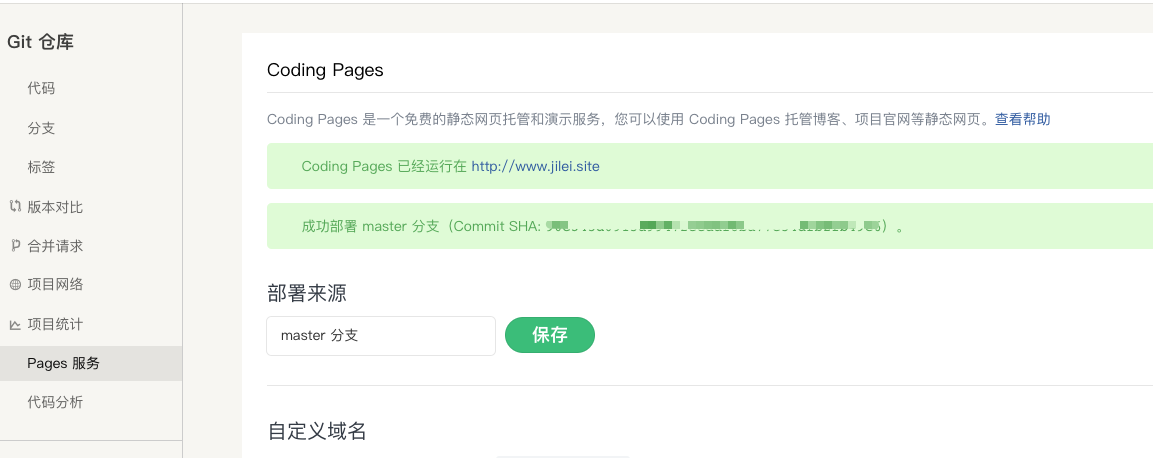 Git 仓库
代码
分支
标签
版本对比
合并请求
项目网络
项目统计
Pages 服务
代码分析
Coding Pages
Coding Pages 是一个免费的静态网页托管和演示服务，您可以使用 Coding Pages 托管博客、项目官网等静态网页。查看帮助
Coding Pages 已经运行在 http://www.jilei.site
成功部署 master 分支（Commit SHA: ）。
部署来源
master 分支
保存
自定义域名